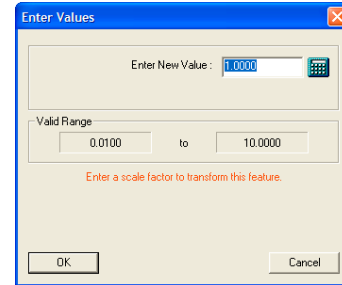 Enter Values
Enter New Value : 1.0000
Valid Range
0.0100 to 10.0000
Enter a scale factor to transform this feature.
OK Cancel